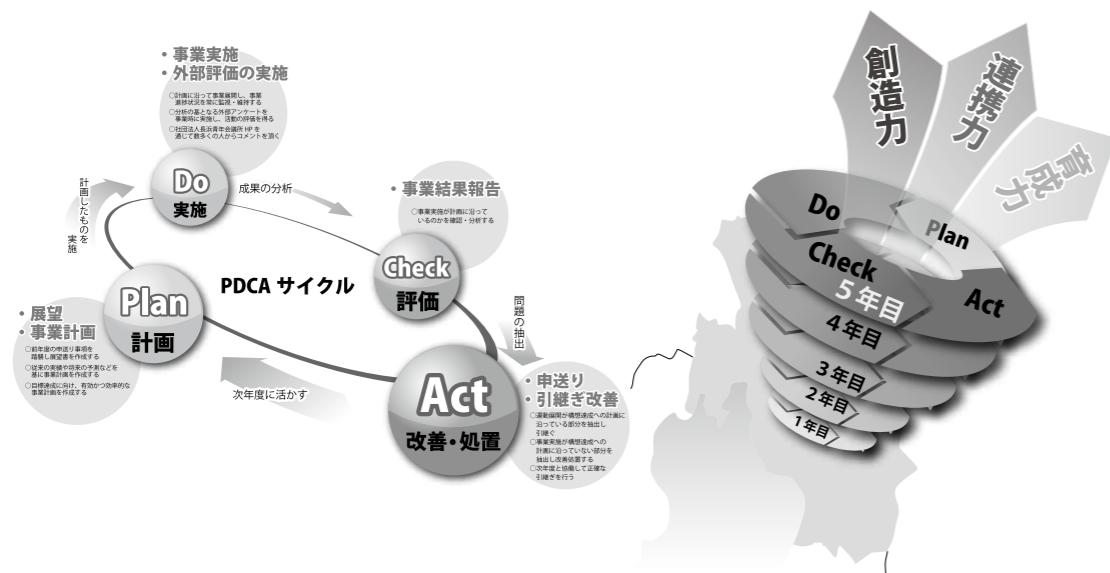 ・事業実施
・外部評価の実施
○計画に沿って事業展開し、事業
進捗状況を常に監視・維持する
○分析の基となる外部アンケートを
事業時に実施し、活動の評価を得る
○社団法人長浜青年会議所 HP を
通じて数多くの人からコメントを頂く
Do
実施
成果の分析
・事業結果報告
○事業実施が計画に沿って
いるのかを確認・分析する
Check
評価
問題の抽出
・申送り
・引継ぎ改善
○運動展開が構想達成への計画に
沿っている部分を抽出し
引継ぐ
○事業実施が構想達成への
計画に沿っていない部分を
抽出し改善処置する
○次年度と協働して正確な
引継ぎを行う
Act
改善・処置
次年度に活かす
・展望
・事業計画
○前年度の申送り事項を
踏襲し展望書を作成する
○従来の実績や将来の予測などを
基に事業計画を作成する
○目標達成に向け、有効かつ効率的な
事業計画を作成する
Plan
計画
計画したものを
実施
PDCA サイクル
創造力
連携力
育成力
Do
Plan
Check
Act
5年目
4年目
3年目
2年目
1年目